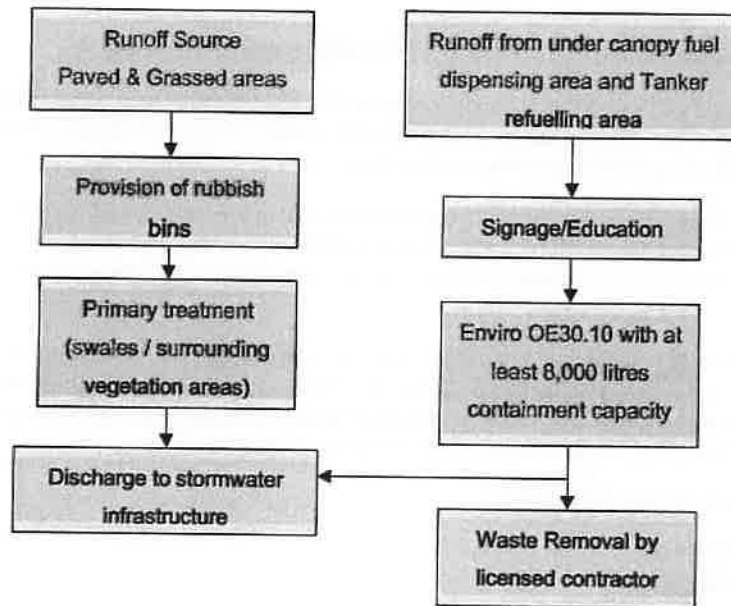 Runoff Source
Paved & Grassed areas
Provision of rubbish
bins
Primary treatment
(swales / surrounding
vegetation areas)
Discharge to stormwater
infrastructure
Runoff from under canopy fuel
dispensing area and Tanker
refuelling area
Signage/Education
Enviro OE30.10 with at
least 8,000 litres
containment capacity
Waste Removal by
licensed contractor